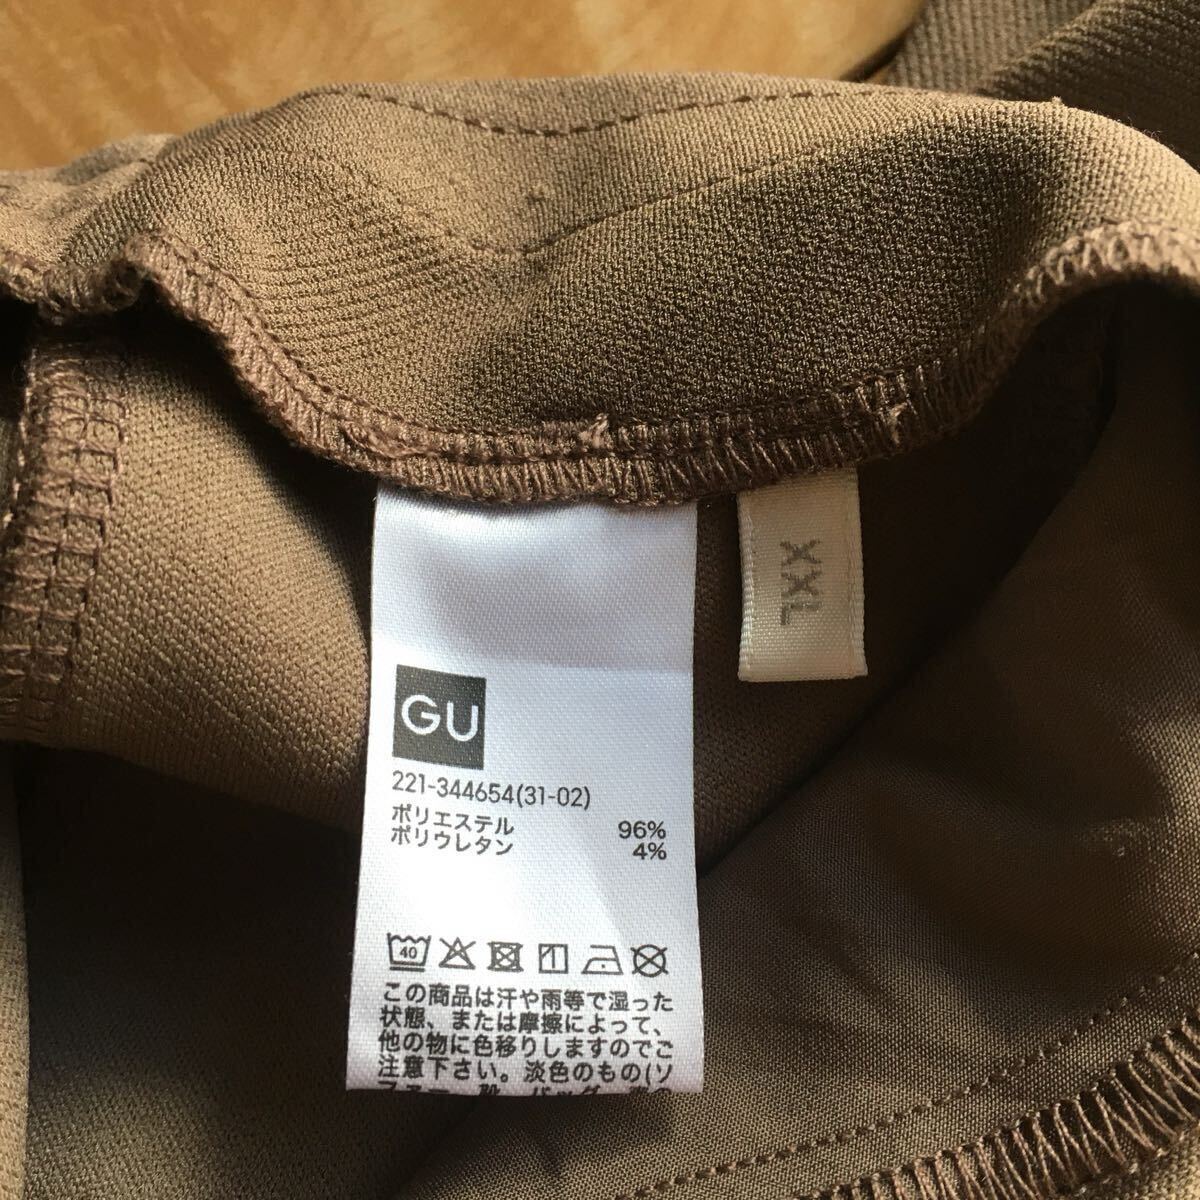 XXL
GU
221-344654(31-02)
ポリエステル 96%
ポリウレタン 4%
40
この商品は汗や雨等で湿った
状態、または摩擦によって、
他の物に色移りしますのでご
注意下さい。淡色のもの(ソ